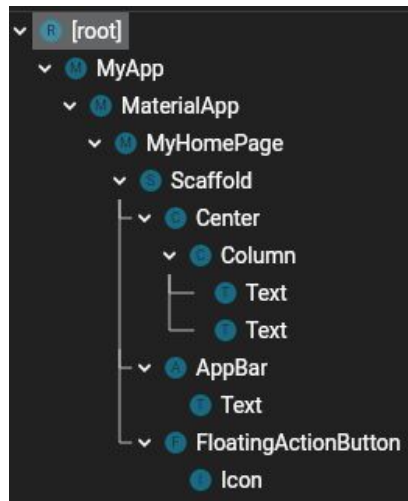 R [root]
M MyApp
M MaterialApp
M MyHomePage
S Scaffold
C Center
C Column
T Text
T Text
A AppBar
T Text
F FloatingActionButton
I Icon